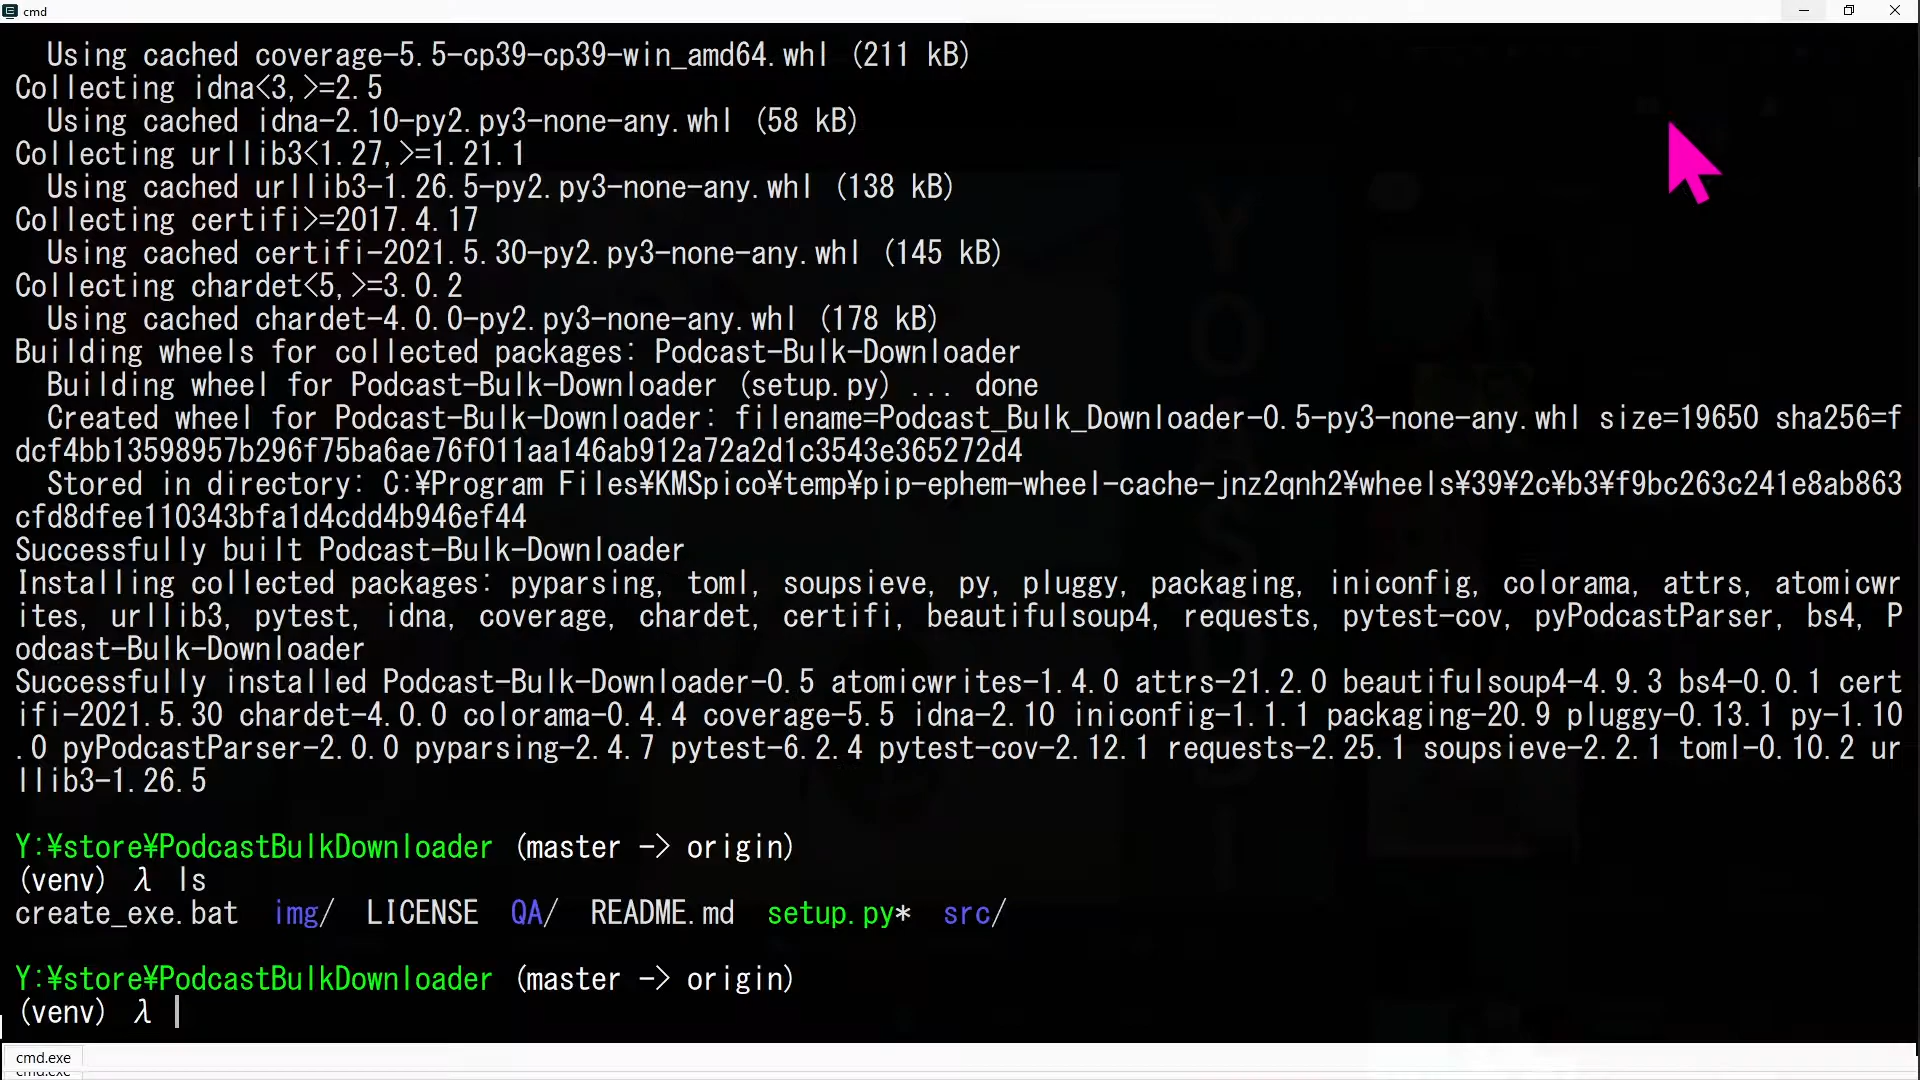 cmd
Using cached coverage-5.5-cp39-cp39-win_amd64.whl (211 kB)
Collecting idna<3,>=2.5
Using cached idna-2.10-py2.py3-none-any.whl (58 kB)
Collecting urllib3<1.27,>=1.21.1
Using cached urllib3-1.26.5-py2.py3-none-any.whl (138 kB)
Collecting certifi>=2017.4.17
Using cached certifi-2021.5.30-py2.py3-none-any.whl (145 kB)
Collecting chardet<5,>=3.0.2
Using cached chardet-4.0.0-py2.py3-none-any.whl (178 kB)
Building wheels for collected packages: Podcast-Bulk-Downloader
Building wheel for Podcast-Bulk-Downloader (setup.py) ... done
Created wheel for Podcast-Bulk-Downloader: filename=Podcast_Bulk_Downloader-0.5-py3-none-any.whl size=19650 sha256=f
dcf4bb13598957b296f75ba6ae76f011aa146ab912a72a2d1c3543e365272d4
Stored in directory: C:¥Program Files¥KMSpico¥temp¥pip-ephem-wheel-cache-jnz2qnh2¥wheels¥39¥2c¥b3¥f9bc263c241e8ab863
cfd8dfee110343bfa1d4cdd4b946ef44
Successfully built Podcast-Bulk-Downloader
Installing collected packages: pyparsing, toml, soupsieve, py, pluggy, packaging, iniconfig, colorama, attrs, atomicwr
ites, urllib3, pytest, idna, coverage, chardet, certifi, beautifulsoup4, requests, pytest-cov, pyPodcastParser, bs4, P
odcast-Bulk-Downloader
Successfully installed Podcast-Bulk-Downloader-0.5 atomicwrites-1.4.0 attrs-21.2.0 beautifulsoup4-4.9.3 bs4-0.0.1 cert
ifi-2021.5.30 chardet-4.0.0 colorama-0.4.4 coverage-5.5 idna-2.10 iniconfig-1.1.1 packaging-20.9 pluggy-0.13.1 py-1.10
.0 pyPodcastParser-2.0.0 pyparsing-2.4.7 pytest-6.2.4 pytest-cov-2.12.1 requests-2.25.1 soupsieve-2.2.1 toml-0.10.2 ur
llib3-1.26.5
Y:¥store¥PodcastBulkDownloader (master -> origin)
(venv) λ ls
create_exe.bat img/ LICENSE QA/ README.md setup.py* src/
Y:¥store¥PodcastBulkDownloader (master -> origin)
(venv) λ
cmd.exe
cmd.exe